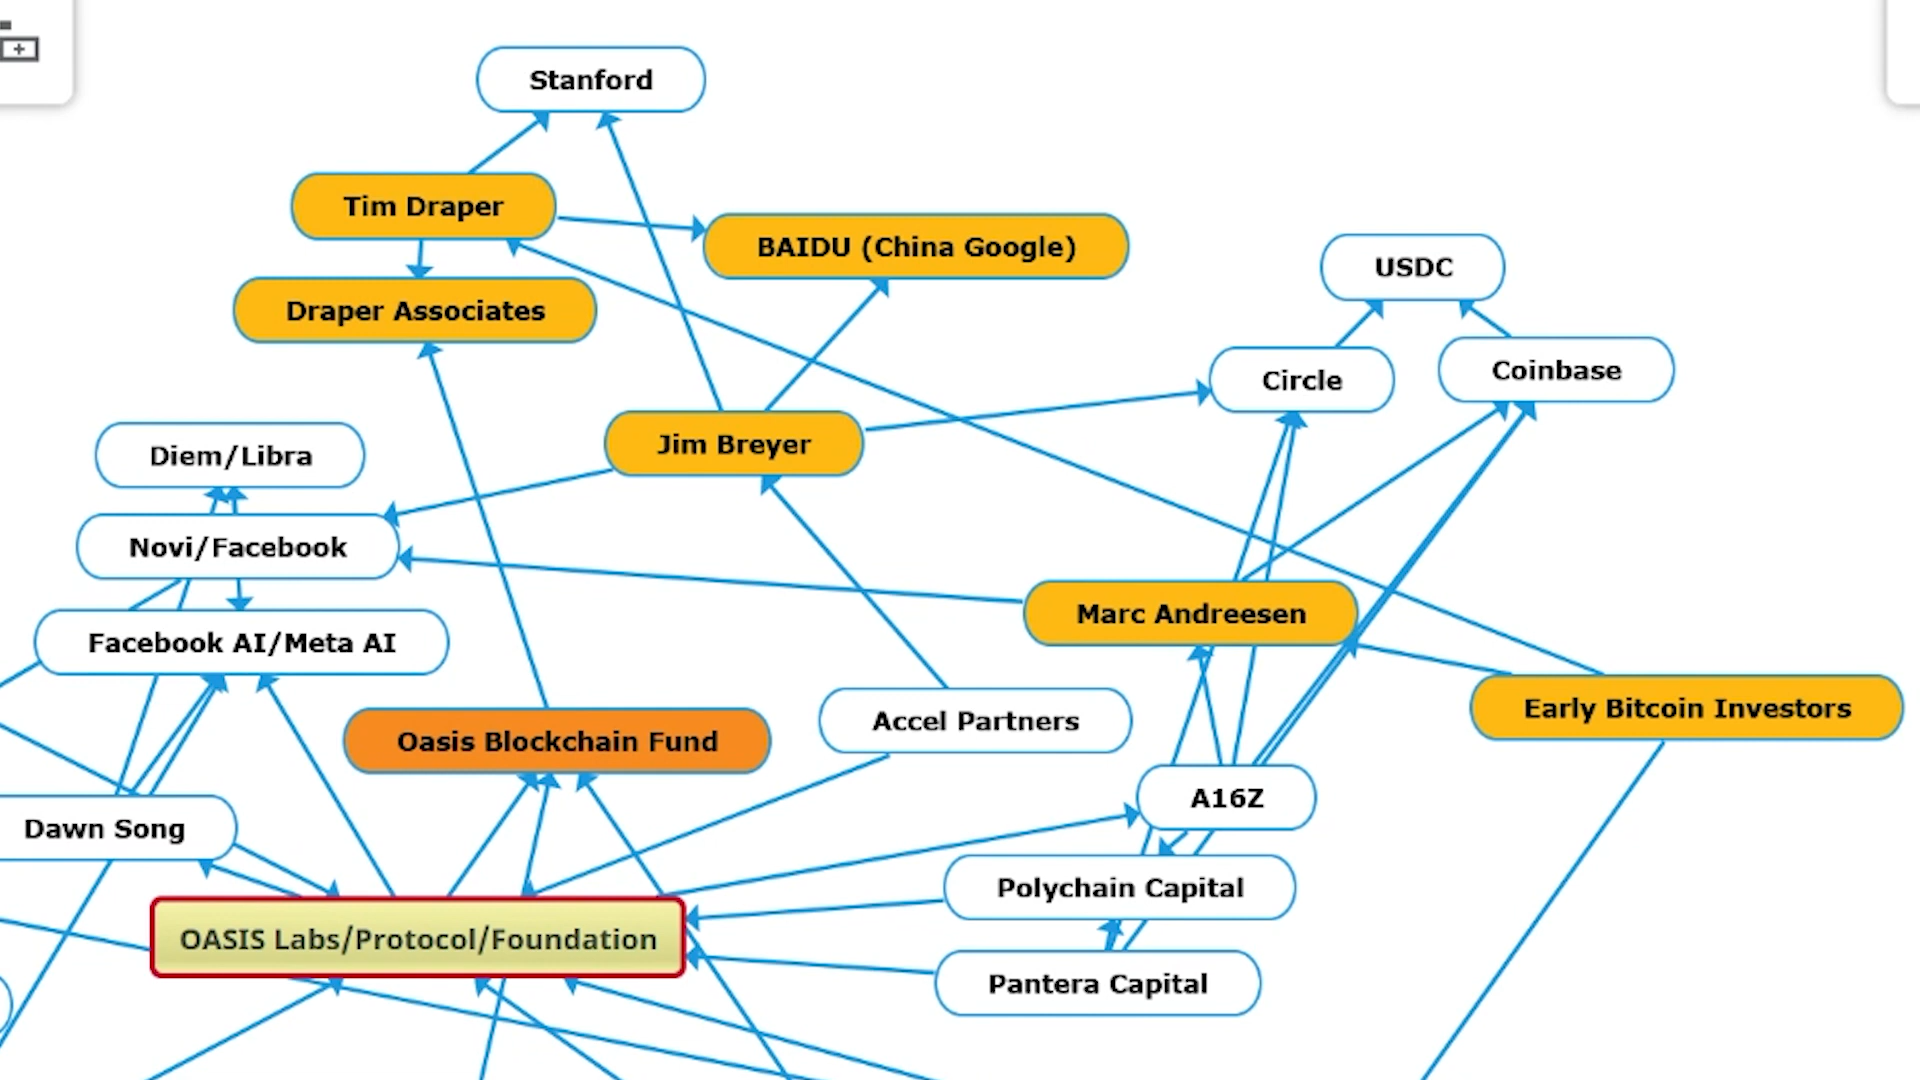 Stanford
Tim Draper
BAIDU (China Google)
USDC
Draper Associates
Circle
Coinbase
Jim Breyer
Diem/Libra
Novi/Facebook
Marc Andreesen
Facebook AI/Meta AI
Early Bitcoin Investors
Accel Partners
Oasis Blockchain Fund
A16Z
Dawn Song
Polychain Capital
OASIS Labs/Protocol/Foundation
Pantera Capital